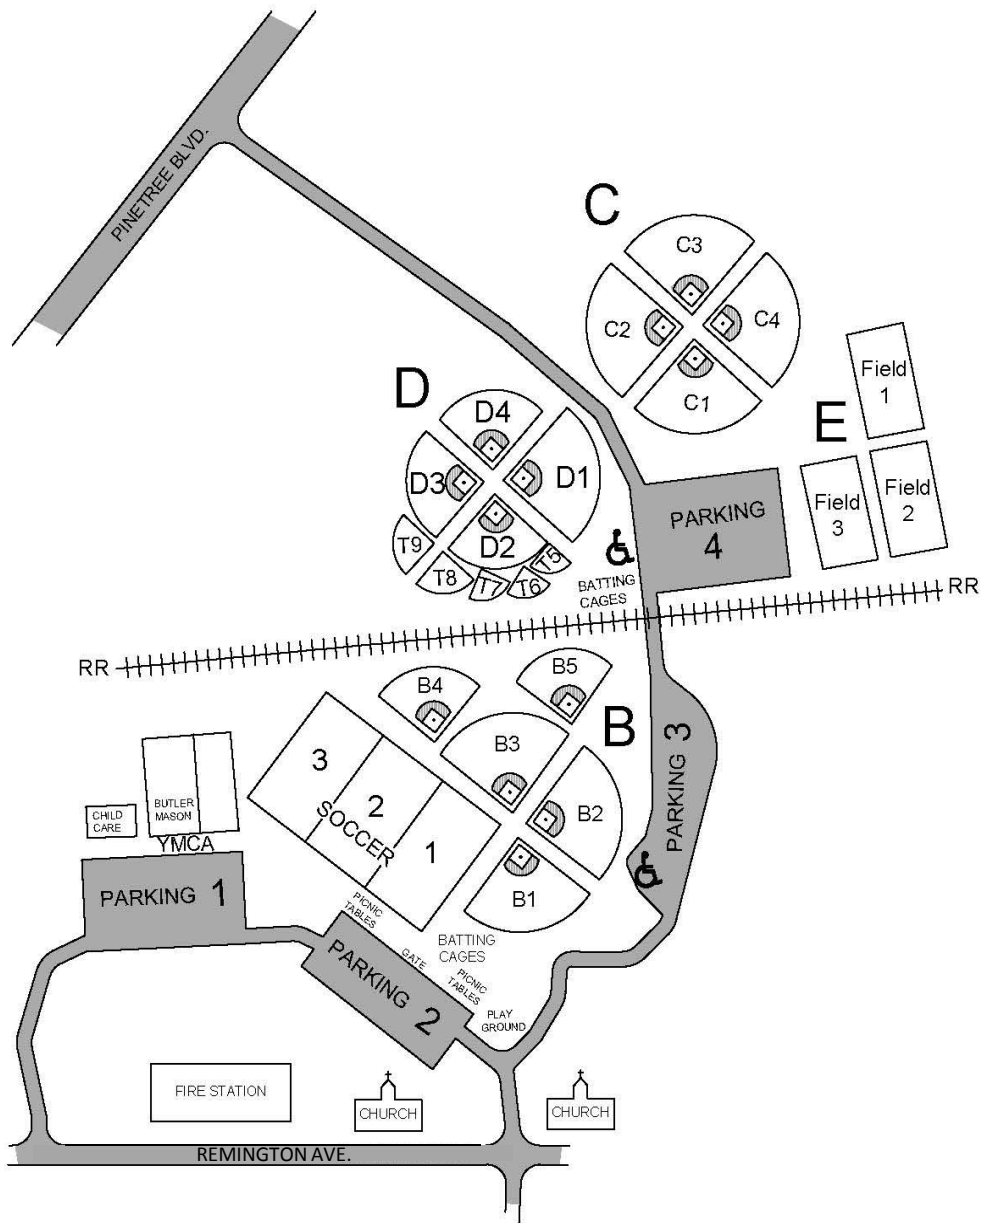 PINETREE BLVD.
C
C3
C2
C4
C1
D
D4
D3
D1
D2
T9
T8
T7
T6
T5
E
Field
1
Field
2
Field
3
PARKING
4
BATTING
CAGES
RR
RR
B4
B5
B
B3
B2
B1
3
2
1
SOCCER
PARKING 3
CHILD
CARE
BUTLER
MASON
YMCA
PARKING 1
PICNIC
TABLES
BATTING
CAGES
GATE
PICNIC
TABLES
PARKING 2
PLAY
GROUND
FIRE STATION
CHURCH
CHURCH
REMINGTON AVE.